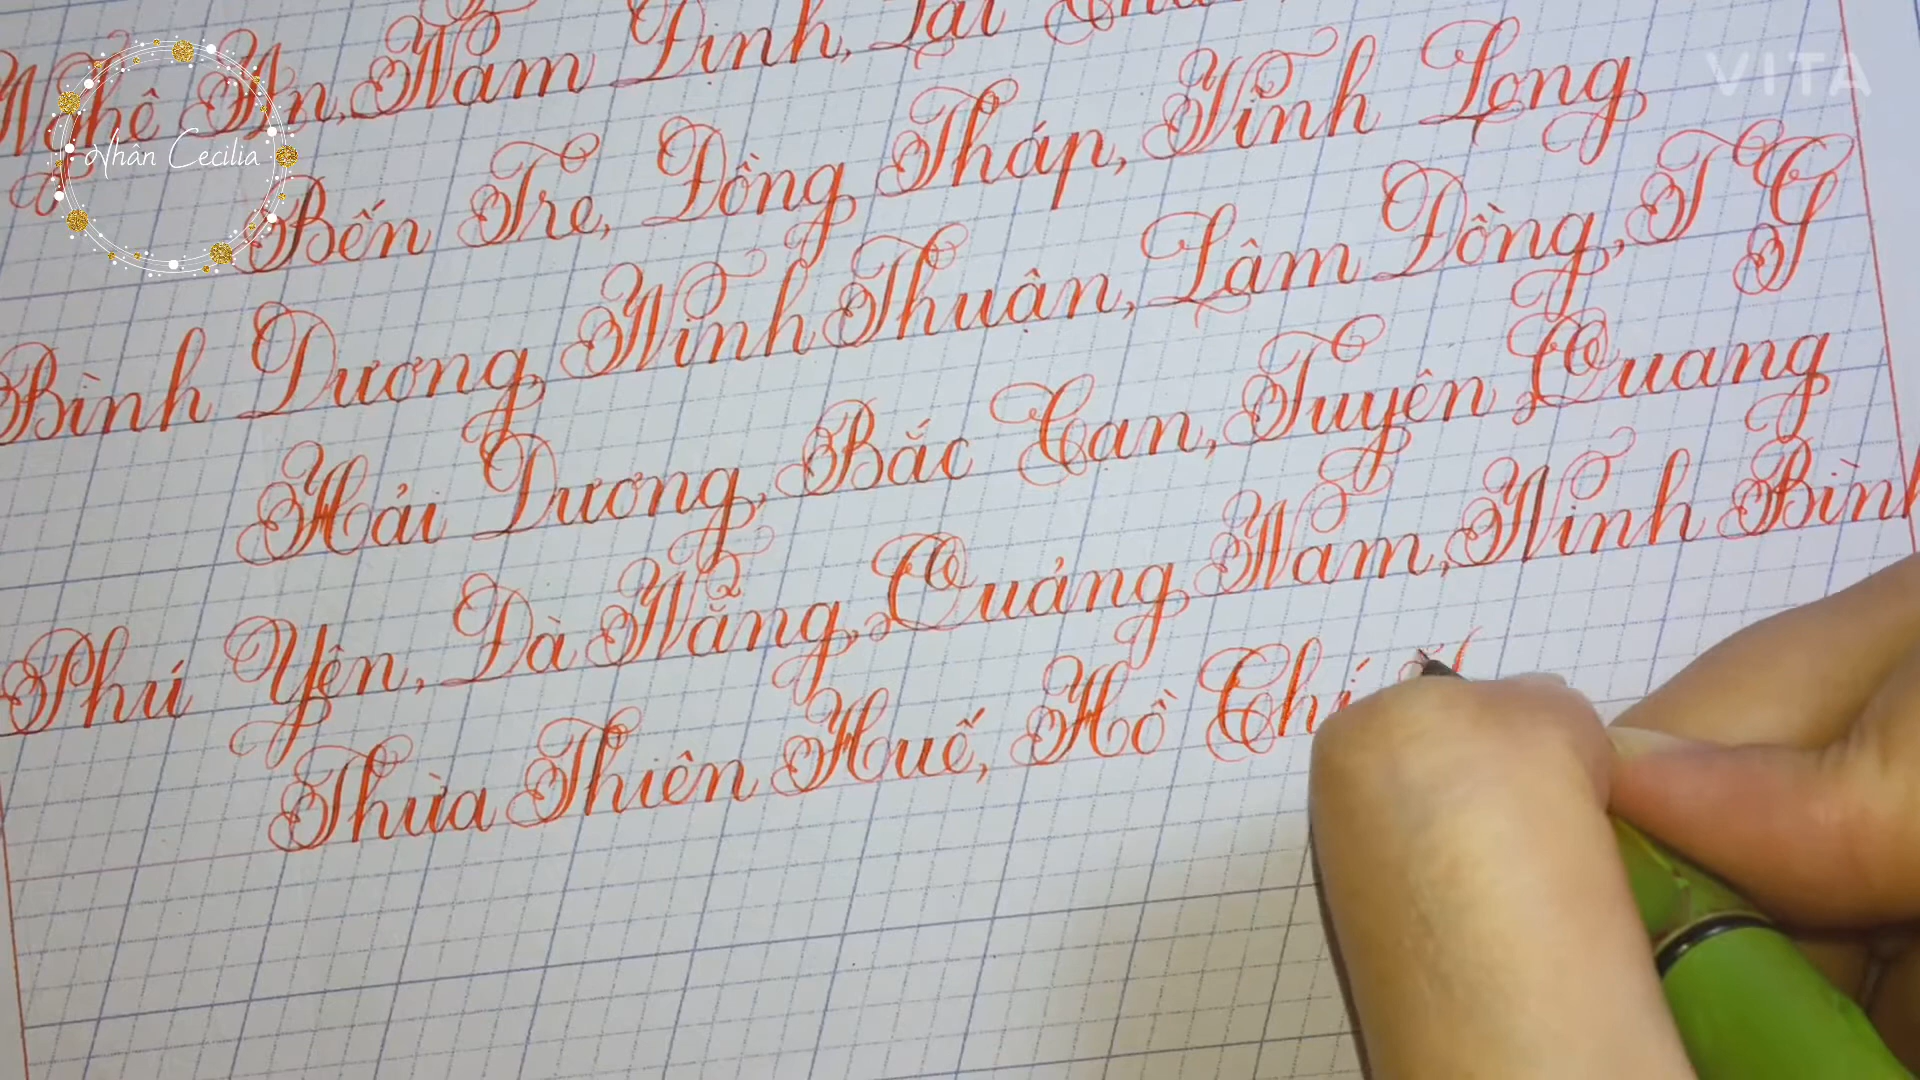 Nghệ An, Nam Định, Lai
Bến Tre, Đồng Tháp, Vĩnh Long
Bình Dương, Ninh Thuận, Lâm Đồng, T G
Hải Dương, Bắc Cạn, Tuyên Quang
Phú Yên, Đà Nẵng, Quảng Nam, Ninh Bình
Thừa Thiên Huế, Hồ Chí
Nhân Cecilia
VITA